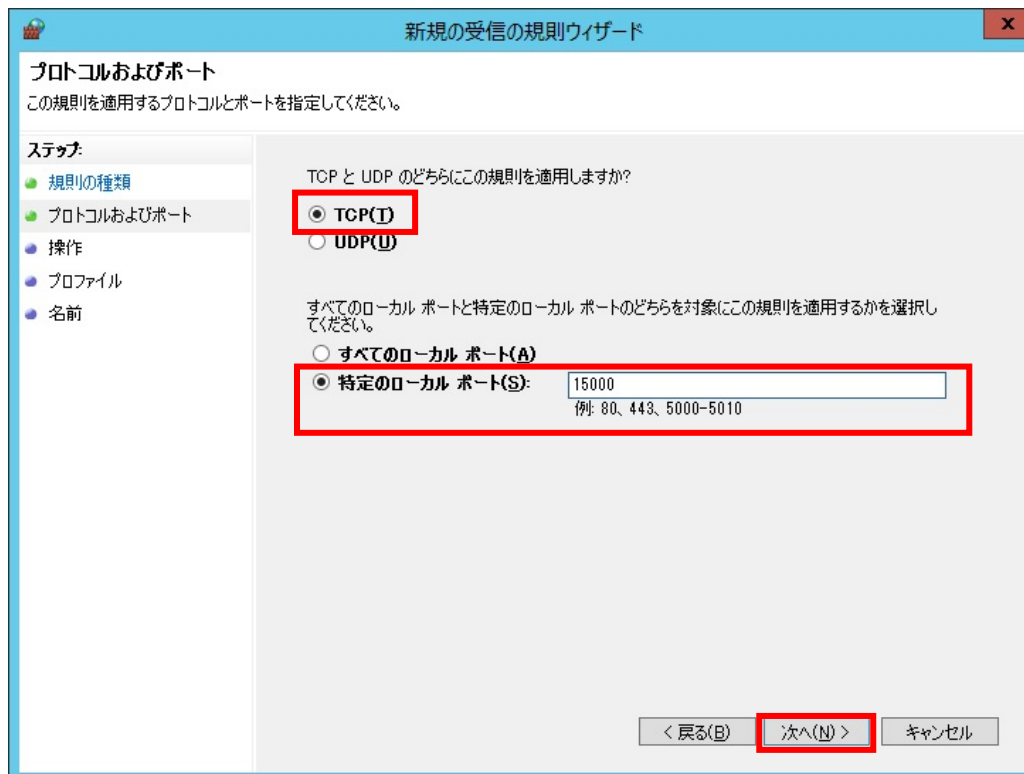 新規の受信の規則ウィザード
x
プロトコルおよびポート
この規則を適用するプロトコルとポートを指定してください。
ステップ:
規則の種類
プロトコルおよびポート
操作
プロファイル
名前
TCP と UDP のどちらにこの規則を適用しますか?
TCP(T)
UDP(U)
すべてのローカル ポートと特定のローカル ポートのどちらを対象にこの規則を適用するかを選択し
てください。
すべてのローカル ポート(A)
特定のローカル ポート(S):
15000
例: 80、443、5000-5010
< 戻る(B)
次へ(N) >
キャンセル